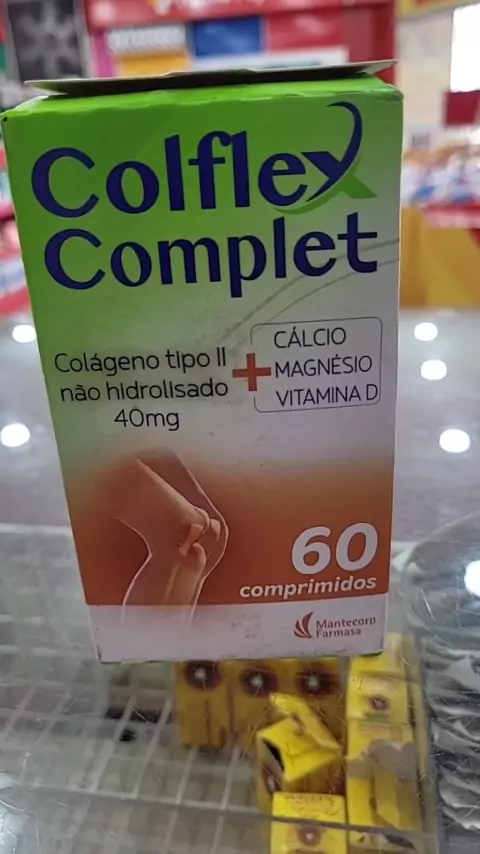 Colflex
Complet
Colágeno tipo II
não hidrolisado
40mg
+
CÁLCIO
MAGNÉSIO
VITAMINA D
60
comprimidos
Mantecorp
Farmasa